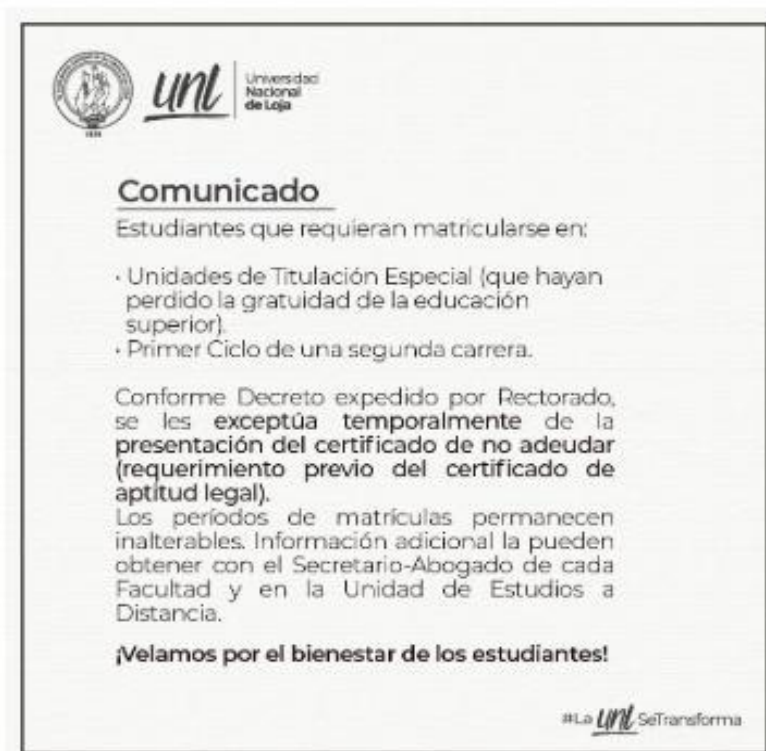 unl
Universidad
Nacional
de Loja
1859
Comunicado
Estudiantes que requieran matricularse en:
· Unidades de Titulación Especial (que hayan
perdido la gratuidad de la educación
superior).
· Primer Ciclo de una segunda carrera.
Conforme Decreto expedido por Rectorado,
se les exceptúa temporalmente de la
presentación del certificado de no adeudar
(requerimiento previo del certificado de
aptitud legal).
Los períodos de matrículas permanecen
inalterables. Información adicional la pueden
obtener con el Secretario-Abogado de cada
Facultad y en la Unidad de Estudios a
Distancia.
¡Velamos por el bienestar de los estudiantes!
#La unl SeTransforma